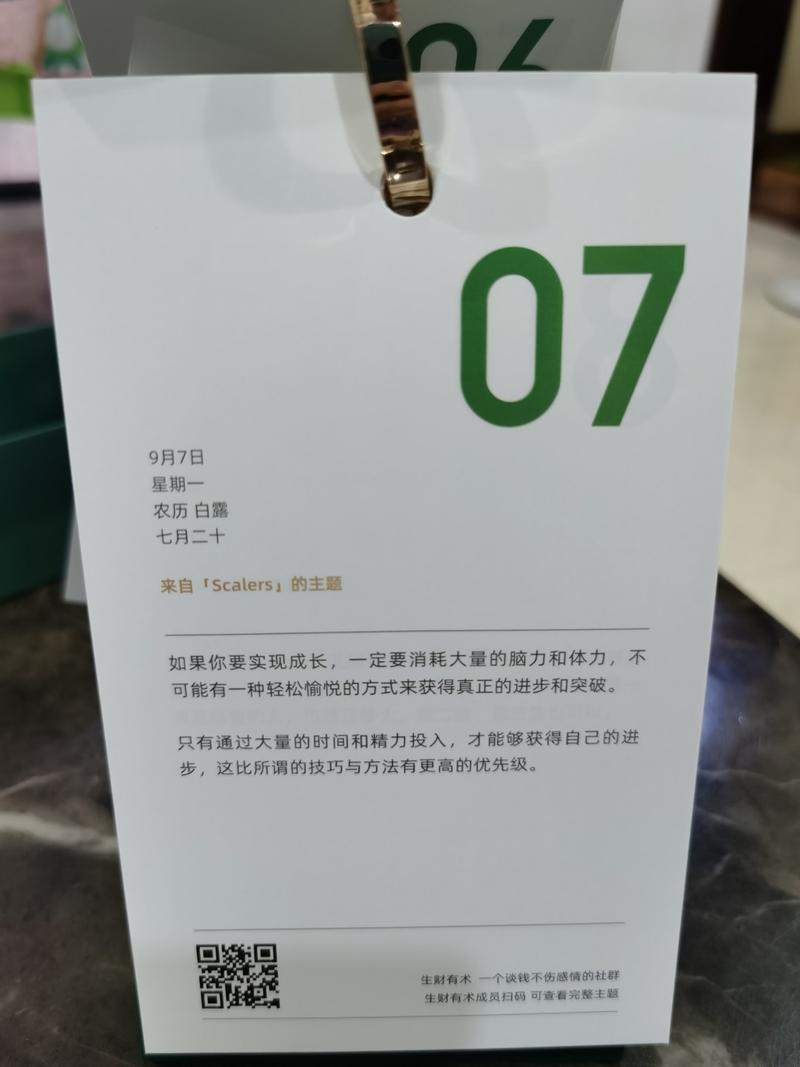 06
07
9月7日
星期一
农历 白露
七月二十
来自「Scalers」的主题
如果你要实现成长，一定要消耗大量的脑力和体力，不
可能有一种轻松愉悦的方式来获得真正的进步和突破。
只有通过大量的时间和精力投入，才能够获得自己的进
步，这比所谓的技巧与方法有更高的优先级。
生财有术 一个谈钱不伤感情的社群
生财有术成员扫码 可查看完整主题